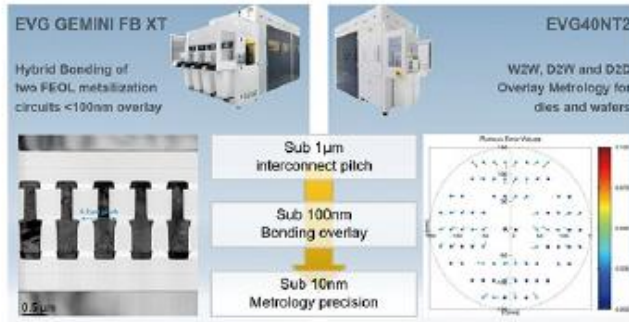 EVG GEMINI FB XT
Hybrid Bonding of
two FEOL metalization
circuits <100nm overlay
EVG40NT2
W2W, D2W and D2D
Overlay Metrology for
dies and wafers
Sub 1µm
interconnect pitch
Sub 100nm
Bonding overlay
Sub 10nm
Metrology precision
0.5µm